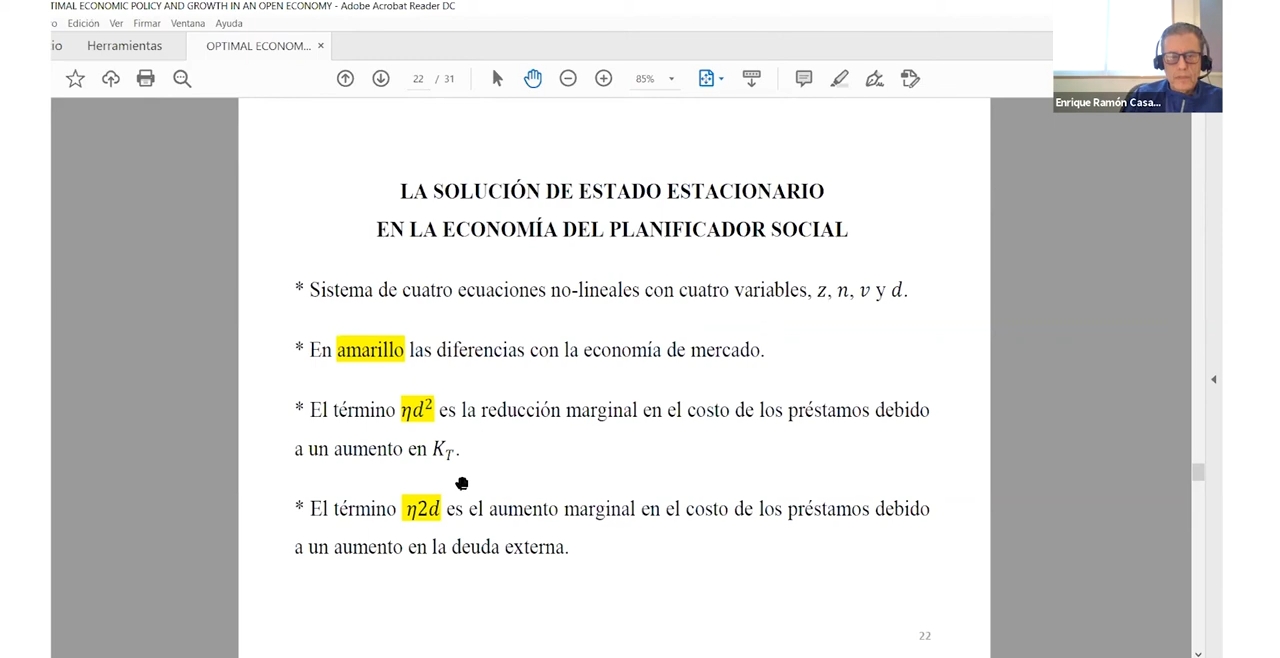 TIMAL ECONOMIC POLICY AND GROWTH IN AN OPEN ECONOMY - Adobe Acrobat Reader DC
o Edición Ver Firmar Ventana Ayuda
io Herramientas OPTIMAL ECONOM... ×
22 / 31 85%
Enrique Ramón Casa...
LA SOLUCIÓN DE ESTADO ESTACIONARIO
EN LA ECONOMÍA DEL PLANIFICADOR SOCIAL
* Sistema de cuatro ecuaciones no-lineales con cuatro variables, z, n, v y d.
* En amarillo las diferencias con la economía de mercado.
* El término ηd² es la reducción marginal en el costo de los préstamos debido
a un aumento en K_T.
* El término η2d es el aumento marginal en el costo de los préstamos debido
a un aumento en la deuda externa.
22